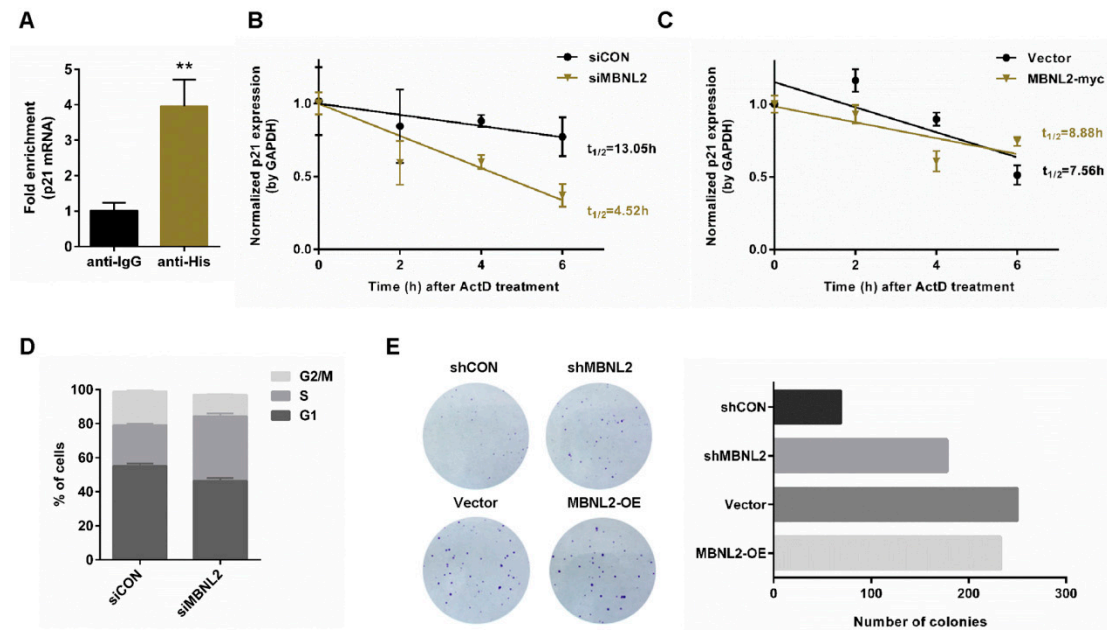 A
Fold enrichment
(p21 mRNA)
5
4
3
2
1
0
**
anti-IgG
anti-His
B
Normalized p21 expression
(by GAPDH)
1.0
0.5
0.0
siCON
siMBNL2
t1/2=13.05h
t1/2=4.52h
0
2
4
6
Time (h) after ActD treatment
C
Normalized p21 expression
(by GAPDH)
1.0
0.5
0.0
Vector
MBNL2-myc
t1/2=8.88h
t1/2=7.56h
0
2
4
6
Time (h) after ActD treatment
D
% of cells
100
80
60
40
20
0
G2/M
S
G1
siCON
siMBNL2
E
shCON
shMBNL2
Vector
MBNL2-OE
shCON
shMBNL2
Vector
MBNL2-OE
0
100
200
300
Number of colonies